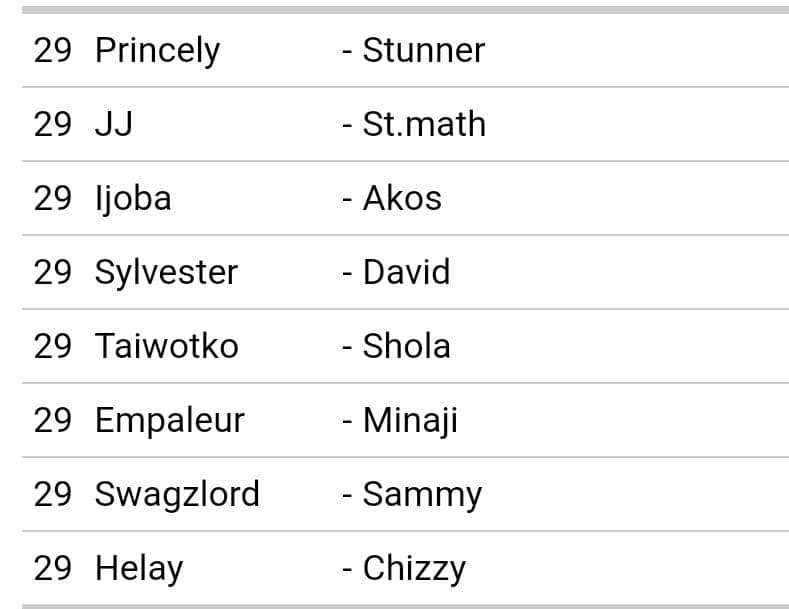 29 Princely - Stunner
29 JJ - St.math
29 Ijoba - Akos
29 Sylvester - David
29 Taiwotko - Shola
29 Empaleur - Minaji
29 Swagzlord - Sammy
29 Helay - Chizzy